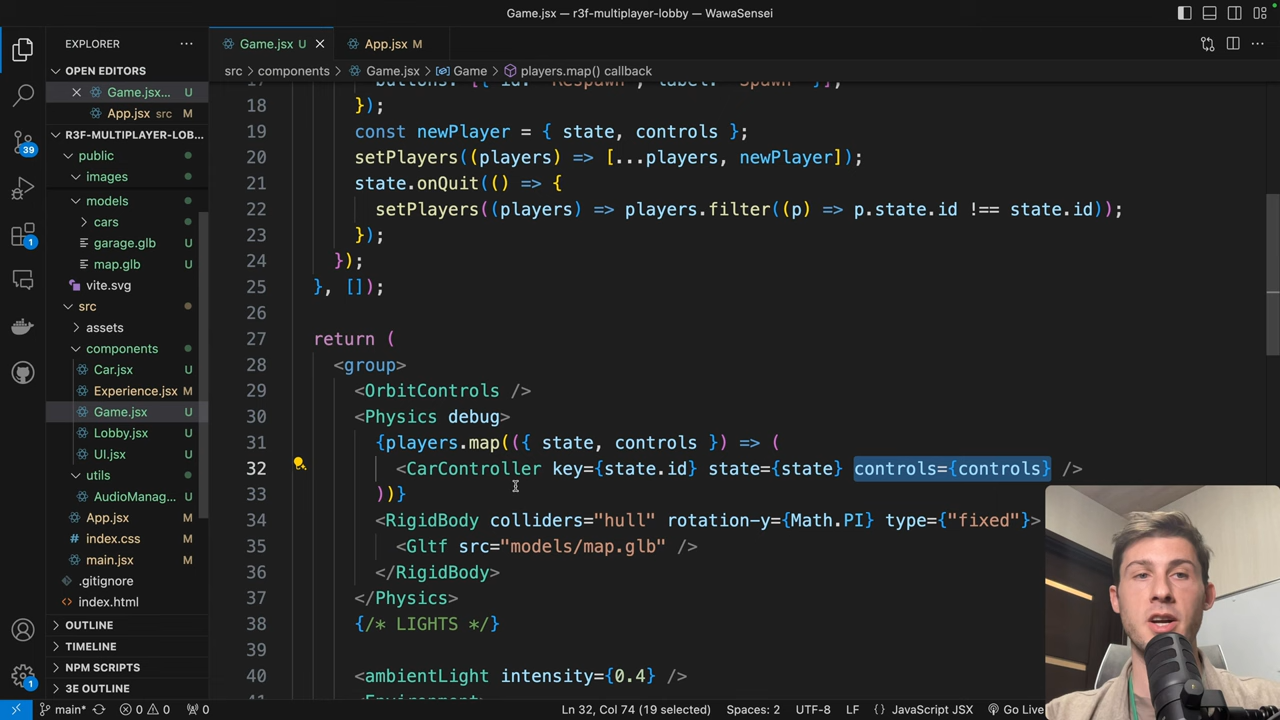 Game.jsx — r3f-multiplayer-lobby — WawaSensei
EXPLORER
Game.jsx U
App.jsx M
src
components
Game.jsx
Game
players.map() callback
OPEN EDITORS
Game.jsx... U
App.jsx src M
R3F-MULTIPLAYER-LOB...
public
images
models
cars
garage.glb U
map.glb U
vite.svg
src
assets
components
Car.jsx U
Experience.jsx M
Game.jsx U
Lobby.jsx U
UI.jsx U
utils
AudioManag... U
App.jsx M
index.css M
main.jsx M
.gitignore
index.html
OUTLINE
TIMELINE
NPM SCRIPTS
3E OUTLINE
39
1
1
18 });
19 const newPlayer = { state, controls };
20 setPlayers((players) => [...players, newPlayer]);
21 state.onQuit(() => {
22 setPlayers((players) => players.filter((p) => p.state.id !== state.id));
23 });
24 });
25 }, []);
26
27 return (
28 <group>
29 <OrbitControls />
30 <Physics debug>
31 {players.map(({ state, controls }) => (
32 <CarController key={state.id} state={state} controls={controls} />
33 ))}
34 <RigidBody colliders="hull" rotation-y={Math.PI} type={"fixed"}>
35 <Gltf src="models/map.glb" />
36 </RigidBody>
37 </Physics>
38 {/* LIGHTS */}
39
40 <ambientLight intensity={0.4} />
main* 0 0 0 Ln 32, Col 74 (19 selected) Spaces: 2 UTF-8 LF {} JavaScript JSX Go Live